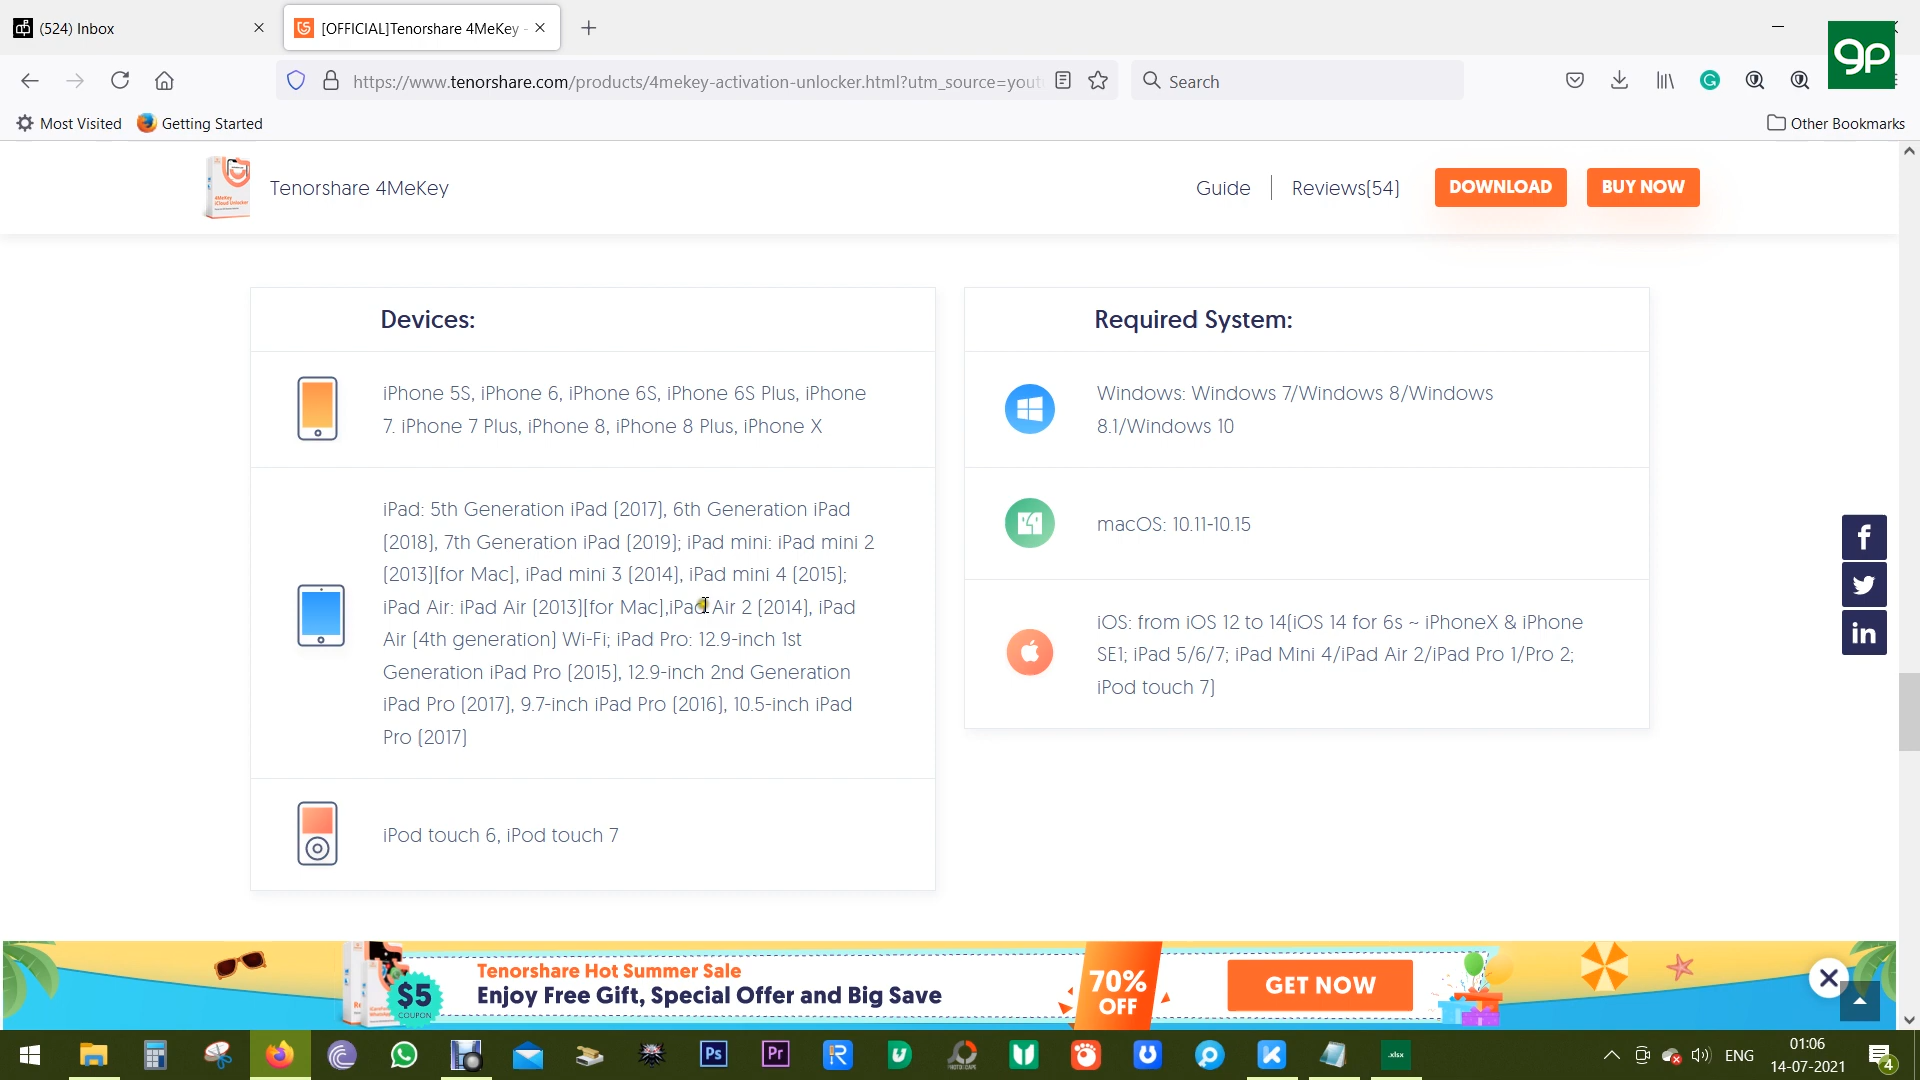 (524) Inbox
[OFFICIAL]Tenorshare 4MeKey -
gp
https://www.tenorshare.com/products/4mekey-activation-unlocker.html?utm_source=yout
Search
Most Visited
Getting Started
Other Bookmarks
Tenorshare 4MeKey
Guide
Reviews(54)
DOWNLOAD
BUY NOW
Devices:
iPhone 5S, iPhone 6, iPhone 6S, iPhone 6S Plus, iPhone
7. iPhone 7 Plus, iPhone 8, iPhone 8 Plus, iPhone X
iPad: 5th Generation iPad (2017), 6th Generation iPad
(2018), 7th Generation iPad (2019); iPad mini: iPad mini 2
(2013)[for Mac], iPad mini 3 (2014), iPad mini 4 (2015);
iPad Air: iPad Air (2013)[for Mac],iPad Air 2 (2014), iPad
Air (4th generation) Wi-Fi; iPad Pro: 12.9-inch 1st
Generation iPad Pro (2015), 12.9-inch 2nd Generation
iPad Pro (2017), 9.7-inch iPad Pro (2016), 10.5-inch iPad
Pro (2017)
iPod touch 6, iPod touch 7
Required System:
Windows: Windows 7/Windows 8/Windows
8.1/Windows 10
macOS: 10.11-10.15
iOS: from iOS 12 to 14(iOS 14 for 6s ~ iPhoneX & iPhone
SE1; iPad 5/6/7; iPad Mini 4/iPad Air 2/iPad Pro 1/Pro 2;
iPod touch 7)
f
in
$5
COUPON
Tenorshare Hot Summer Sale
Enjoy Free Gift, Special Offer and Big Save
70%
OFF
GET NOW
Ps
Pr
.xlsx
ENG
01:06
14-07-2021
4